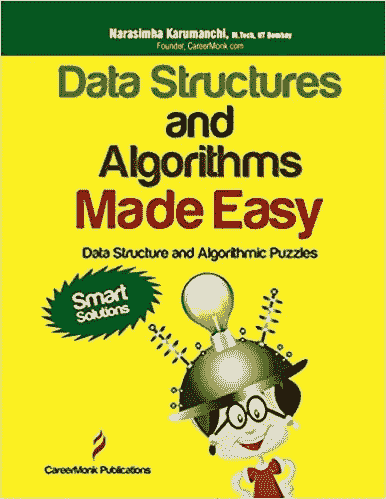 Narasimha Karumanchi, M.Tech, IIT Bombay
Founder, CareerMonk.com
Data Structures
and
Algorithms
Made Easy
Data Structure and Algorithmic Puzzles
Smart
Solutions
CareerMonk Publications